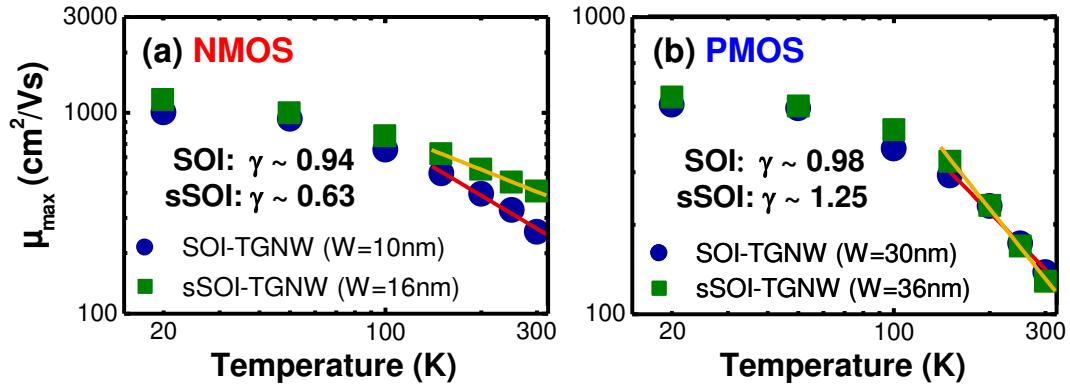 3000
1000
100
μmax (cm²/Vs)
(a) NMOS
SOI: γ ~ 0.94
sSOI: γ ~ 0.63
SOI-TGNW (W=10nm)
sSOI-TGNW (W=16nm)
20 100 300
Temperature (K)
1000
100
(b) PMOS
SOI: γ ~ 0.98
sSOI: γ ~ 1.25
SOI-TGNW (W=30nm)
sSOI-TGNW (W=36nm)
20 100 300
Temperature (K)